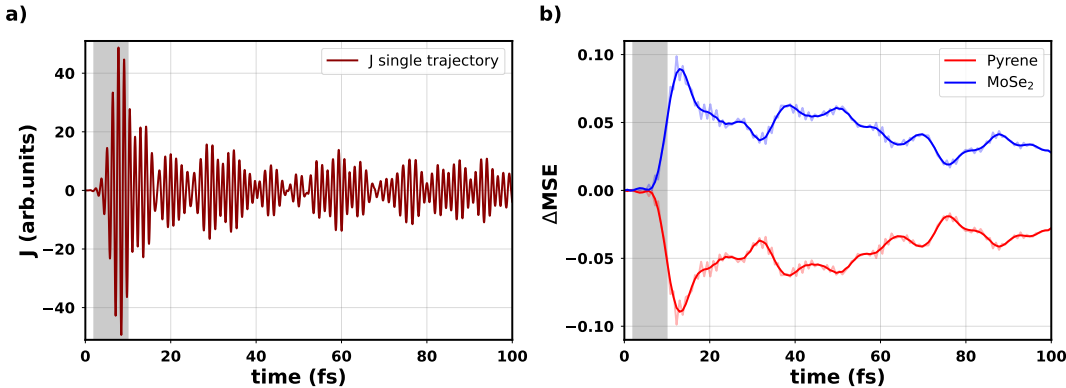 a)
J (arb.units)
40
20
0
−20
−40
J single trajectory
0 20 40 60 80 100
time (fs)
b)
ΔMSE
0.10
0.05
0.00
−0.05
−0.10
Pyrene
MoSe₂
0 20 40 60 80 100
time (fs)